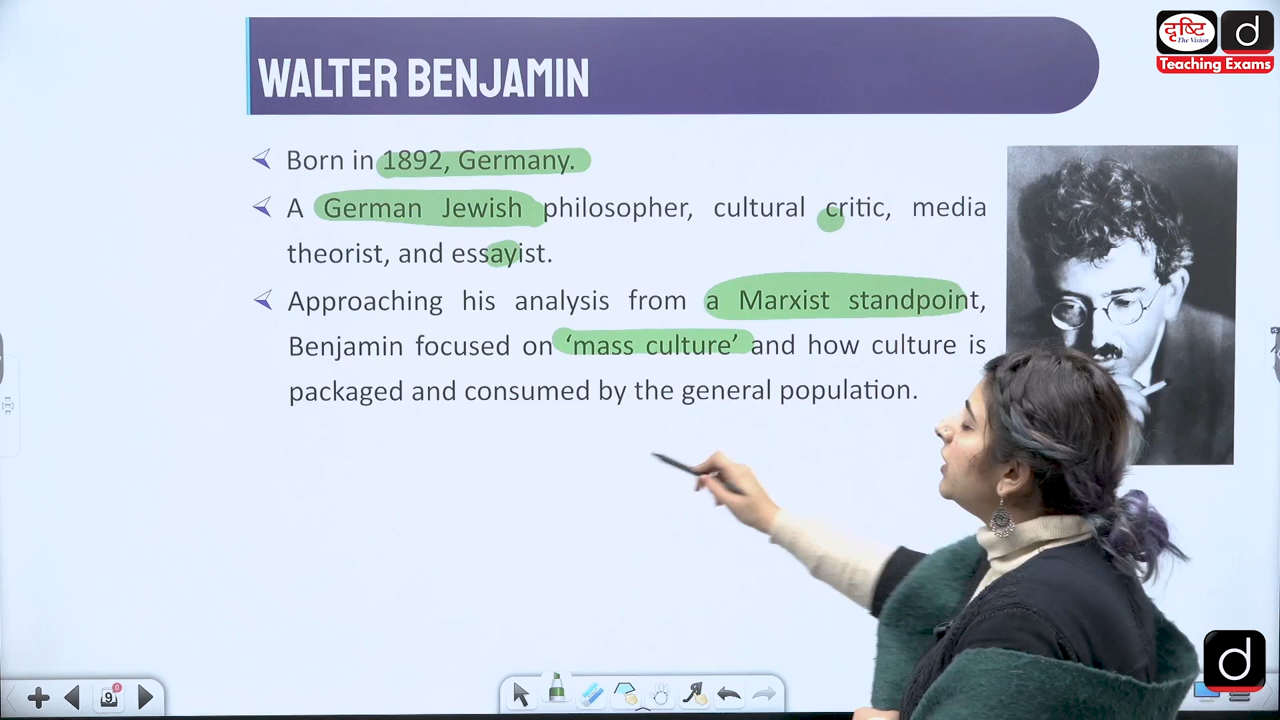 WALTER BENJAMIN
दृष्टि
The Vision
d
Teaching Exams
Born in 1892, Germany.
A German Jewish philosopher, cultural critic, media
theorist, and essayist.
Approaching his analysis from a Marxist standpoint,
Benjamin focused on ‘mass culture’ and how culture is
packaged and consumed by the general population.
9
d